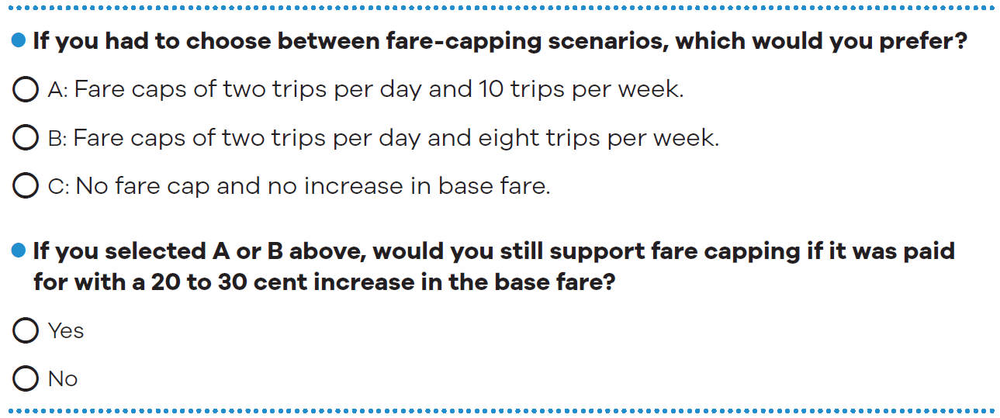 If you had to choose between fare-capping scenarios, which would you prefer?
A: Fare caps of two trips per day and 10 trips per week.
B: Fare caps of two trips per day and eight trips per week.
C: No fare cap and no increase in base fare.
If you selected A or B above, would you still support fare capping if it was paid
for with a 20 to 30 cent increase in the base fare?
Yes
No